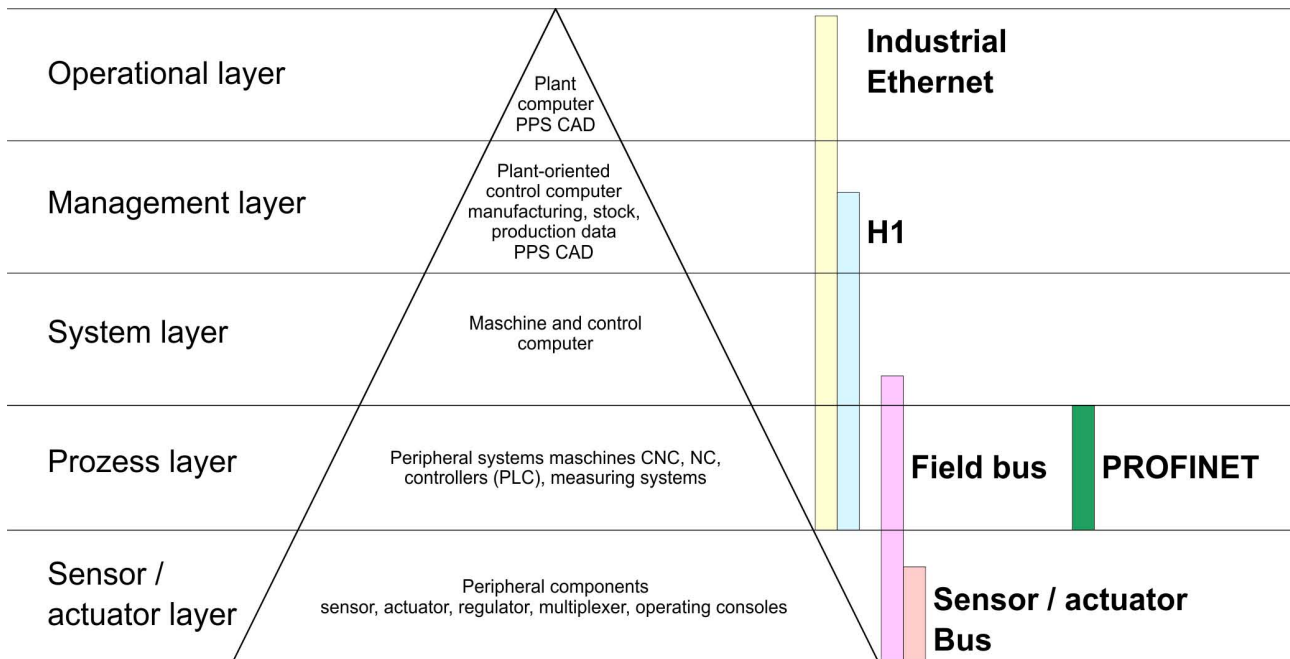 Operational layer
Plant
computer
PPS CAD
Industrial
Ethernet
Management layer
Plant-oriented
control computer
manufacturing, stock,
production data
PPS CAD
H1
System layer
Maschine and control
computer
Prozess layer
Peripheral systems maschines CNC, NC,
controllers (PLC), measuring systems
Field bus
PROFINET
Sensor /
actuator layer
Peripheral components
sensor, actuator, regulator, multiplexer, operating consoles
Sensor / actuator
Bus